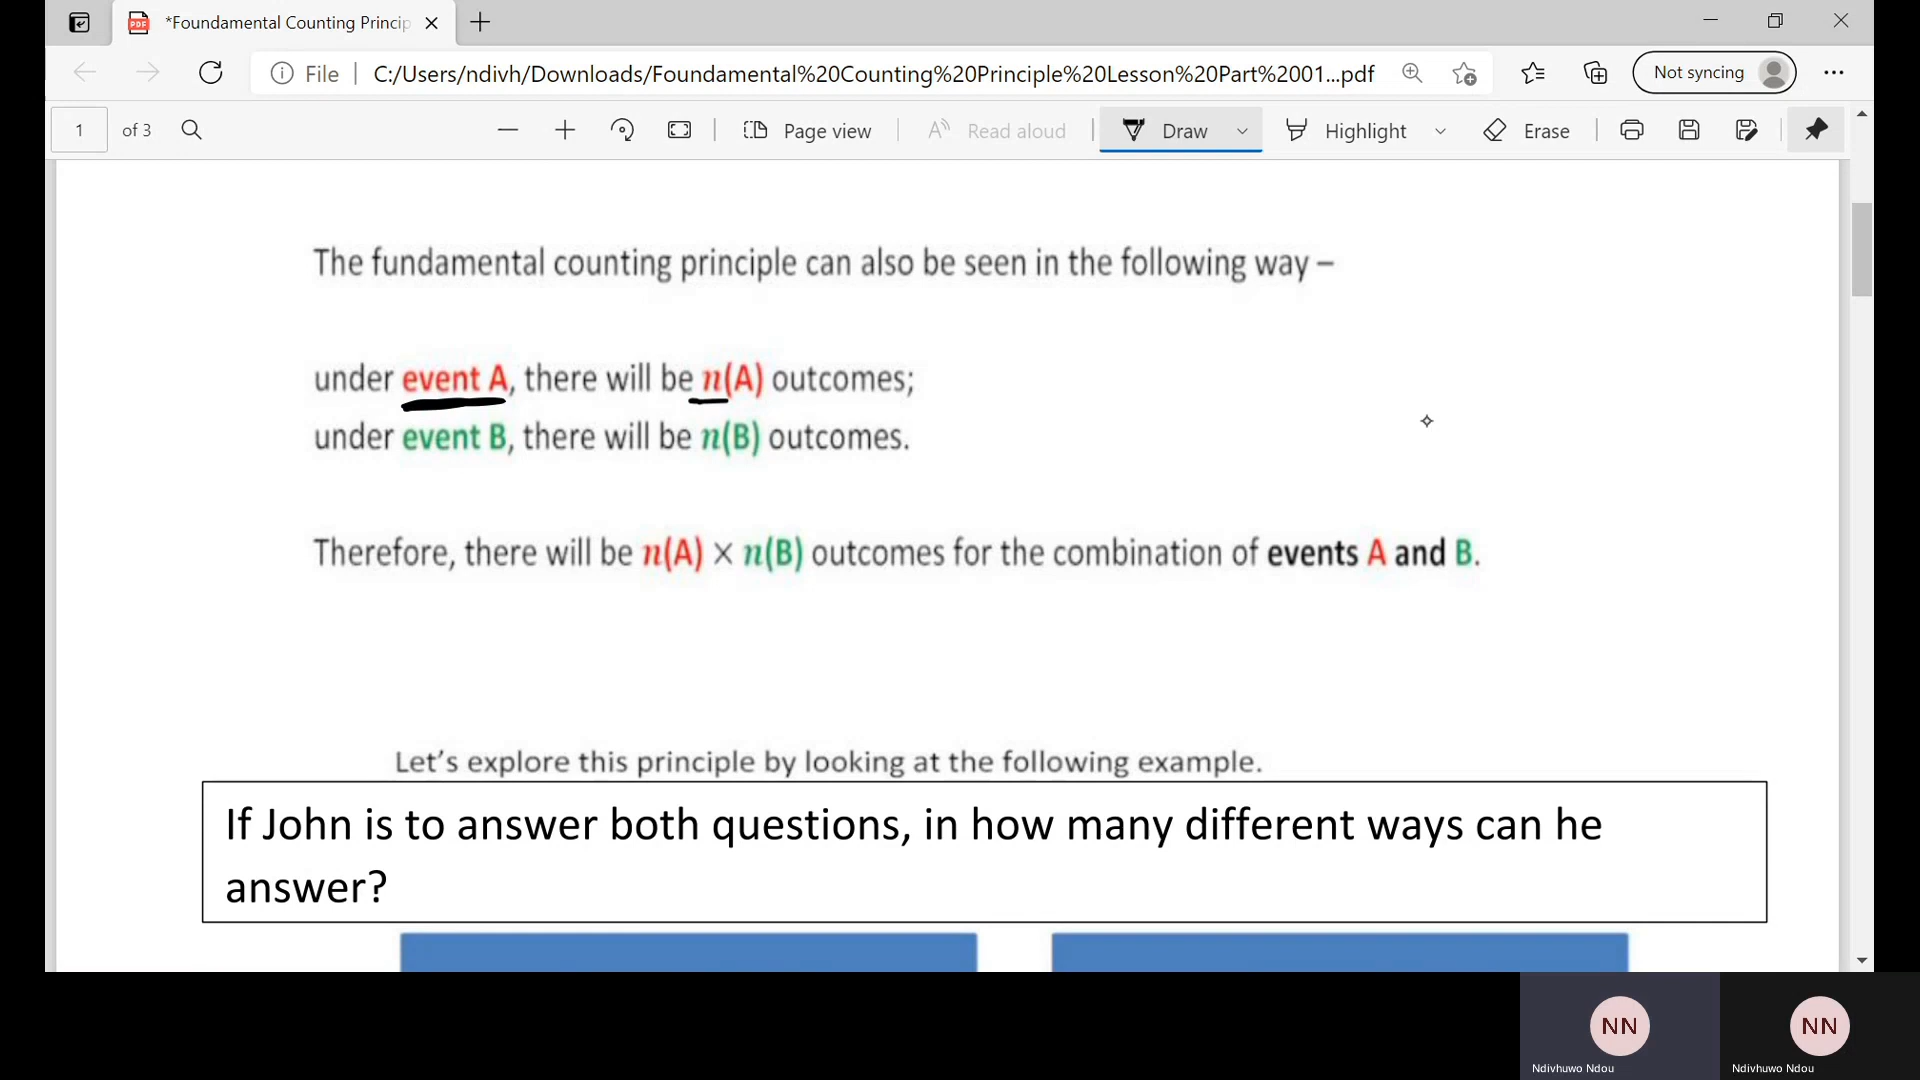 *Foundamental Counting Princip
File
C:/Users/ndivh/Downloads/Foundamental%20Counting%20Principle%20Lesson%20Part%2001...pdf
Not syncing
1 of 3
Page view
Read aloud
Draw
Highlight
Erase
The fundamental counting principle can also be seen in the following way –
under event A, there will be n(A) outcomes;
under event B, there will be n(B) outcomes.
Therefore, there will be n(A) × n(B) outcomes for the combination of events A and B.
Let’s explore this principle by looking at the following example.
If John is to answer both questions, in how many different ways can he
answer?
NN
Ndivhuwo Ndou
NN
Ndivhuwo Ndou